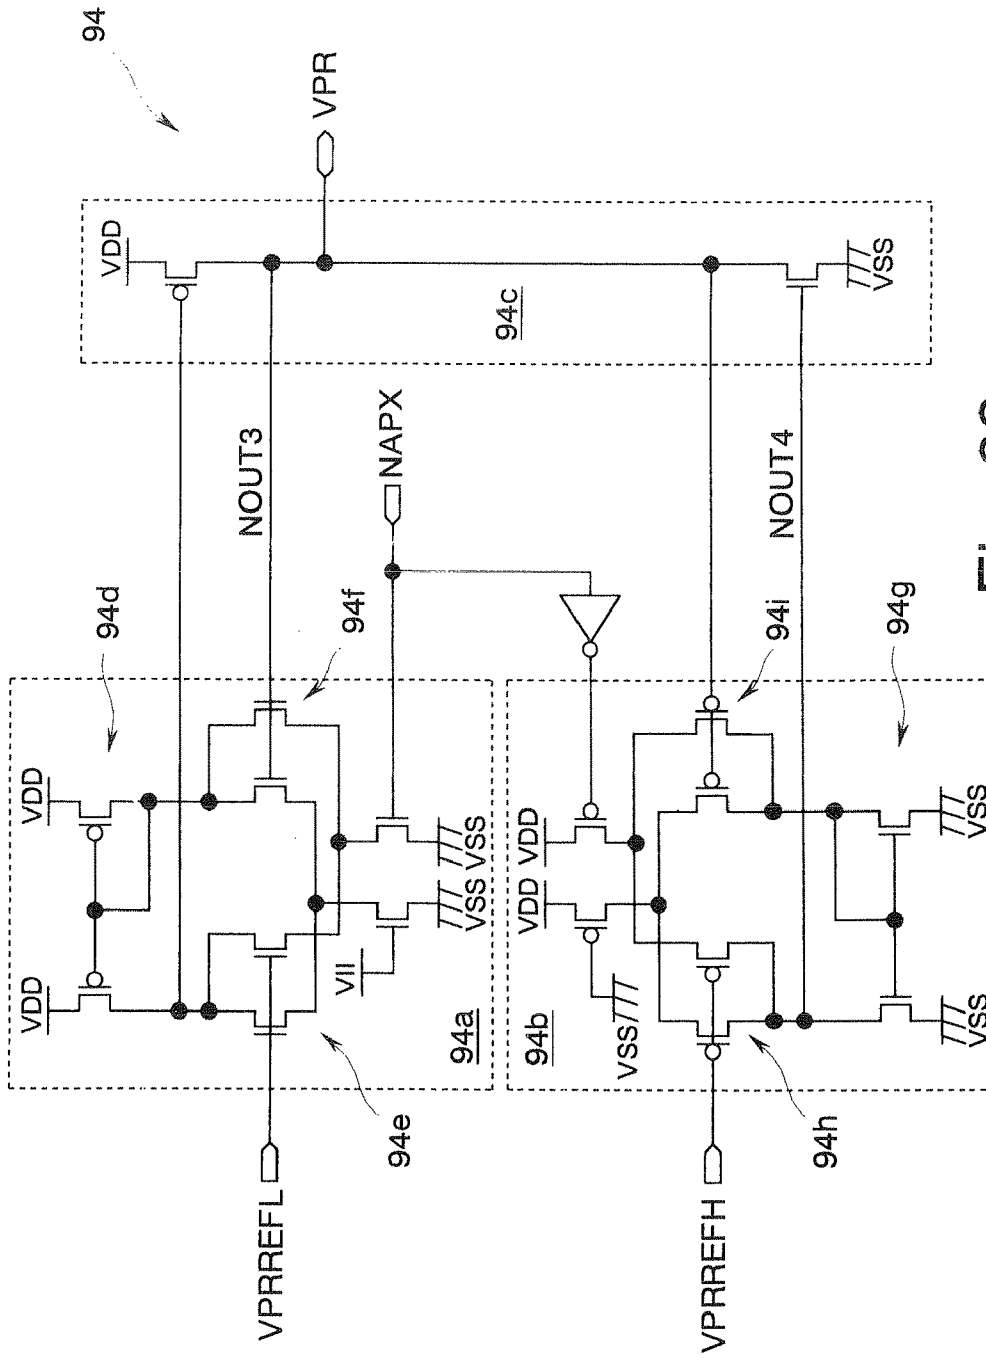 94
VDD
VPR
94c
VSS
NOUT3
NAPX
NOUT4
94d
94f
94i
94g
VDD
VDD
VSS
VSS
VII
94a
VDD
VDD
VSS
94b
VSS
VSS
94e
94h
VPRREFL
VPRREFH